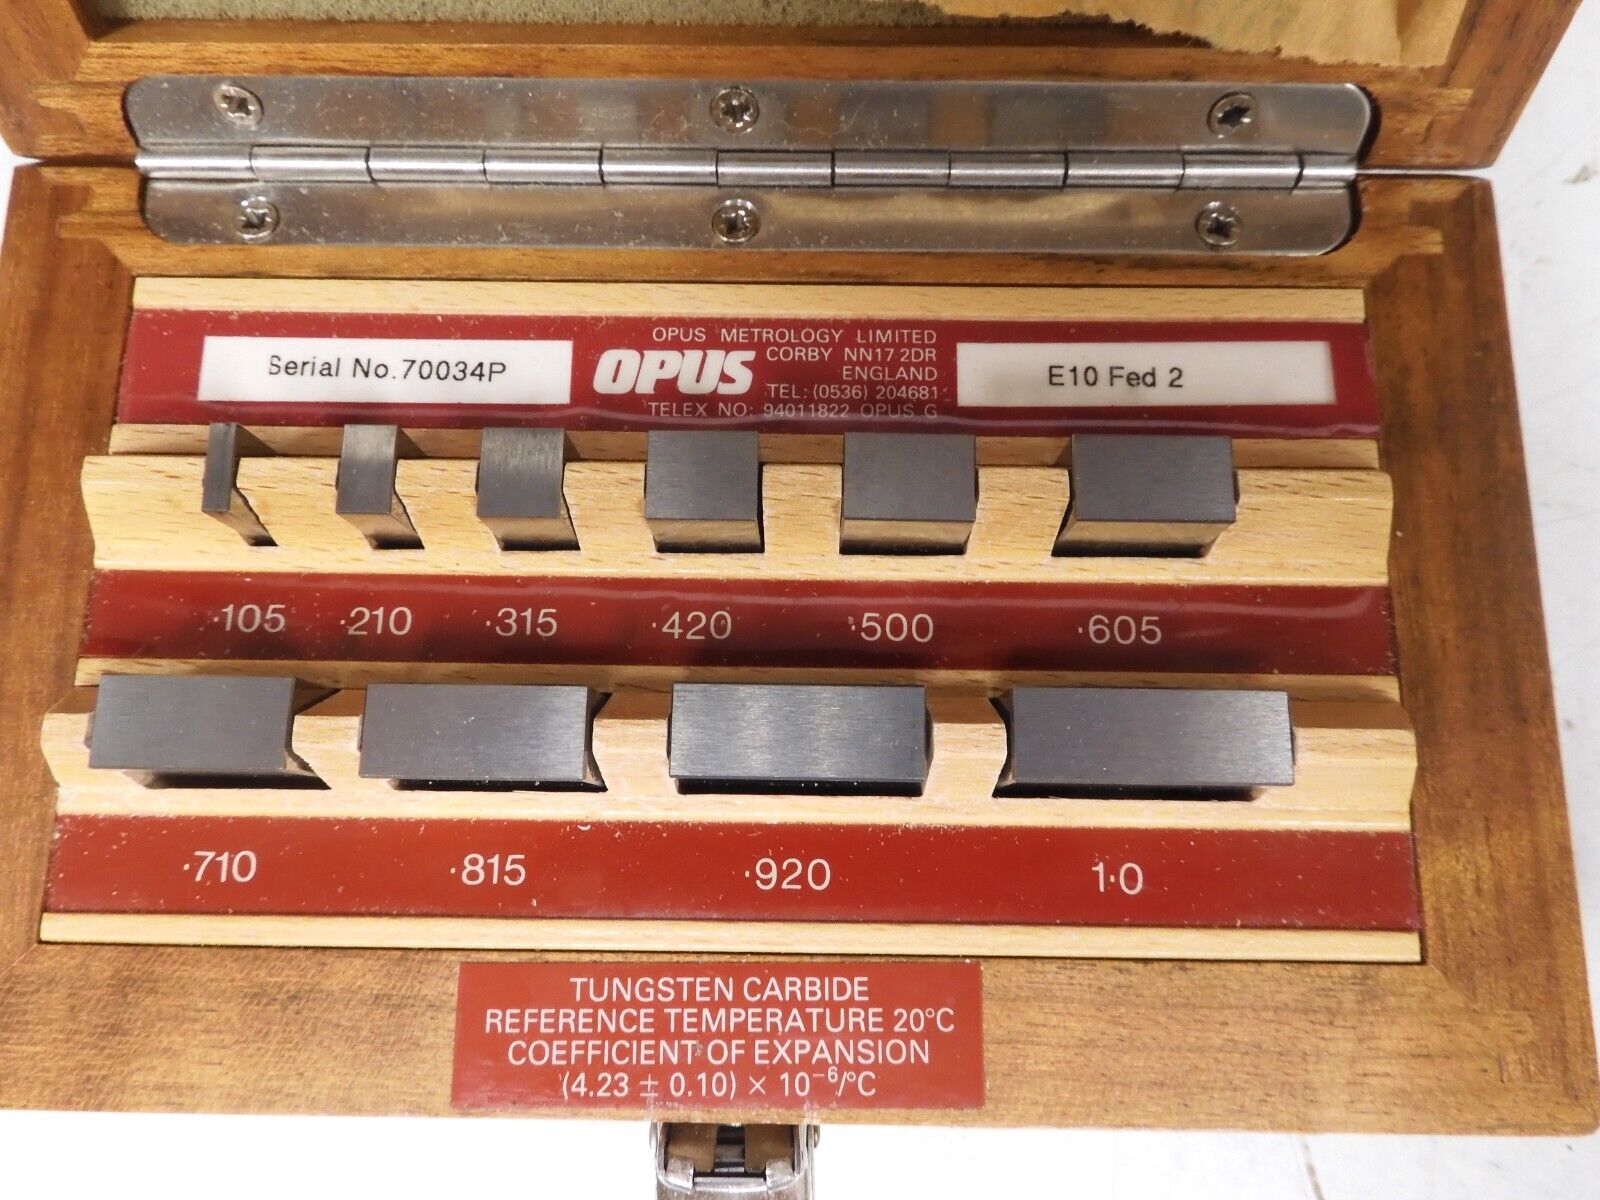 Serial No.70034P
OPUS METROLOGY LIMITED
OPUS
CORBY NN17 2DR
ENGLAND
TEL: (0536) 204681
TELEX NO: 94011822 OPUS G
E10 Fed 2
·105 ·210 ·315 ·420 ·500 ·605
·710 ·815 ·920 1·0
TUNGSTEN CARBIDE
REFERENCE TEMPERATURE 20°C
COEFFICIENT OF EXPANSION
(4.23 ± 0.10) × 10⁻⁶/°C